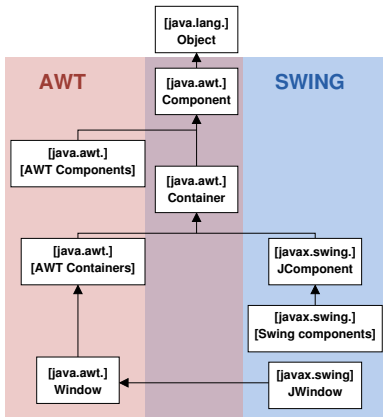 [java.lang.]
Object
AWT
SWING
[java.awt.]
Component
[java.awt.]
[AWT Components]
[java.awt.]
Container
[java.awt.]
[AWT Containers]
[javax.swing.]
JComponent
[javax.swing.]
[Swing components]
[java.awt.]
Window
[javax.swing]
JWindow